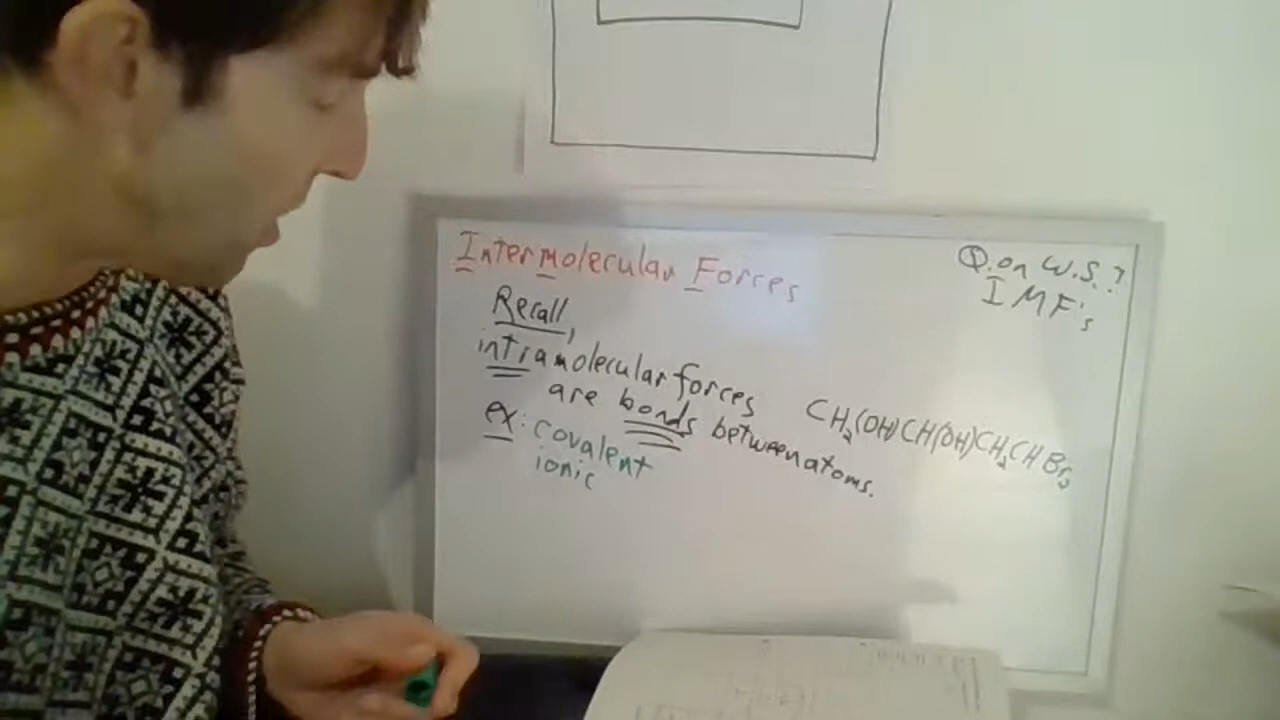 Intermolecular Forces
Q. on W.S.?
IMF's
Recall,
intramolecular forces
are bonds between atoms.
ex: covalent
ionic
CH₂(OH)CH(OH)CH₂CHBr₂